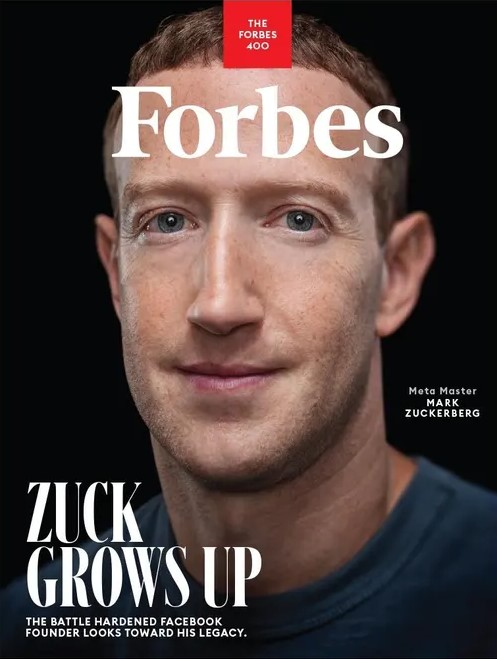 THE
FORBES
400
Forbes
Meta Master
MARK
ZUCKERBERG
ZUCK
GROWS UP
THE BATTLE HARDENED FACEBOOK
FOUNDER LOOKS TOWARD HIS LEGACY.